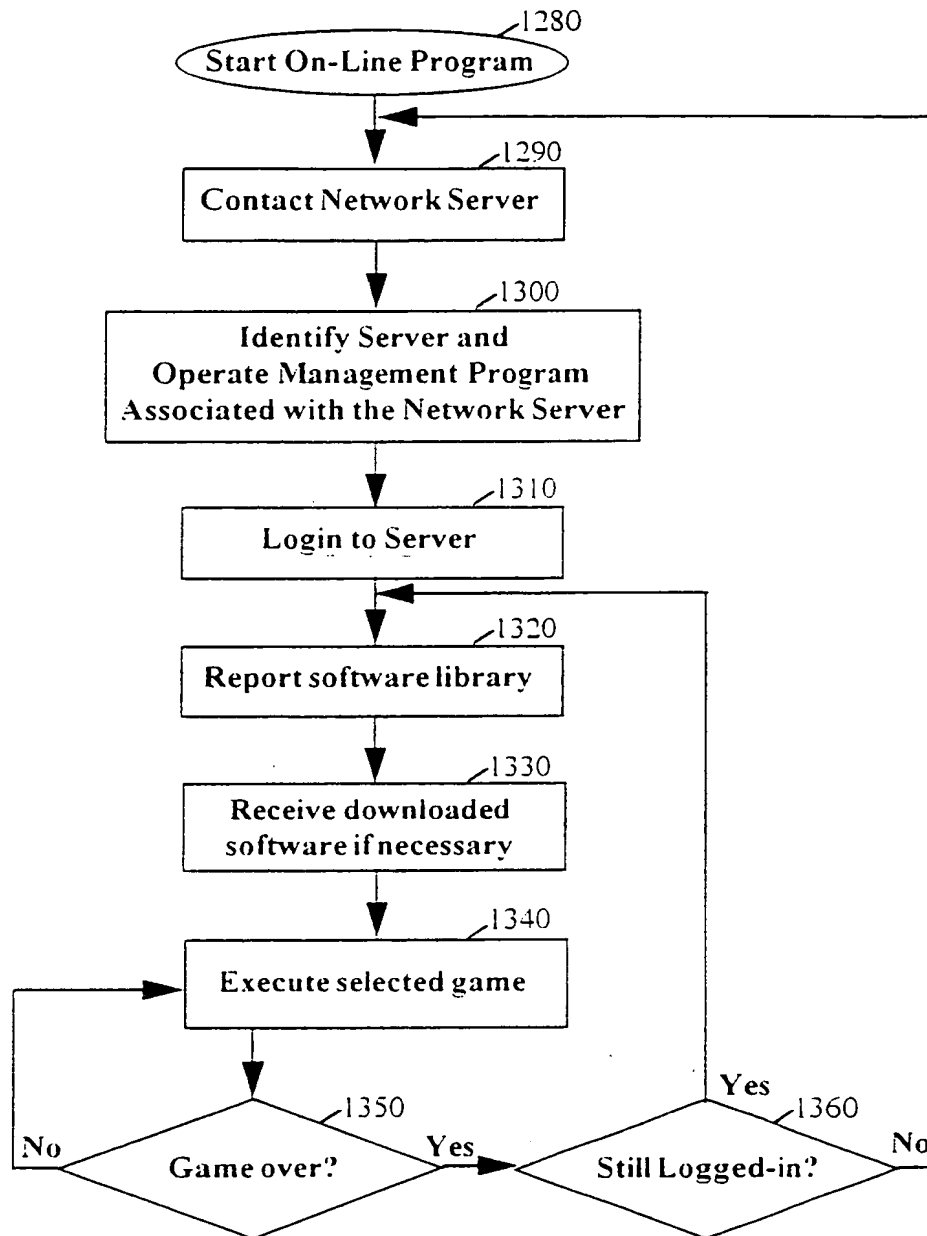 1280
Start On-Line Program
1290
Contact Network Server
1300
Identify Server and
Operate Management Program
Associated with the Network Server
1310
Login to Server
1320
Report software library
1330
Receive downloaded
software if necessary
1340
Execute selected game
1350
No
Game over?
Yes
Yes
1360
Still Logged-in?
No